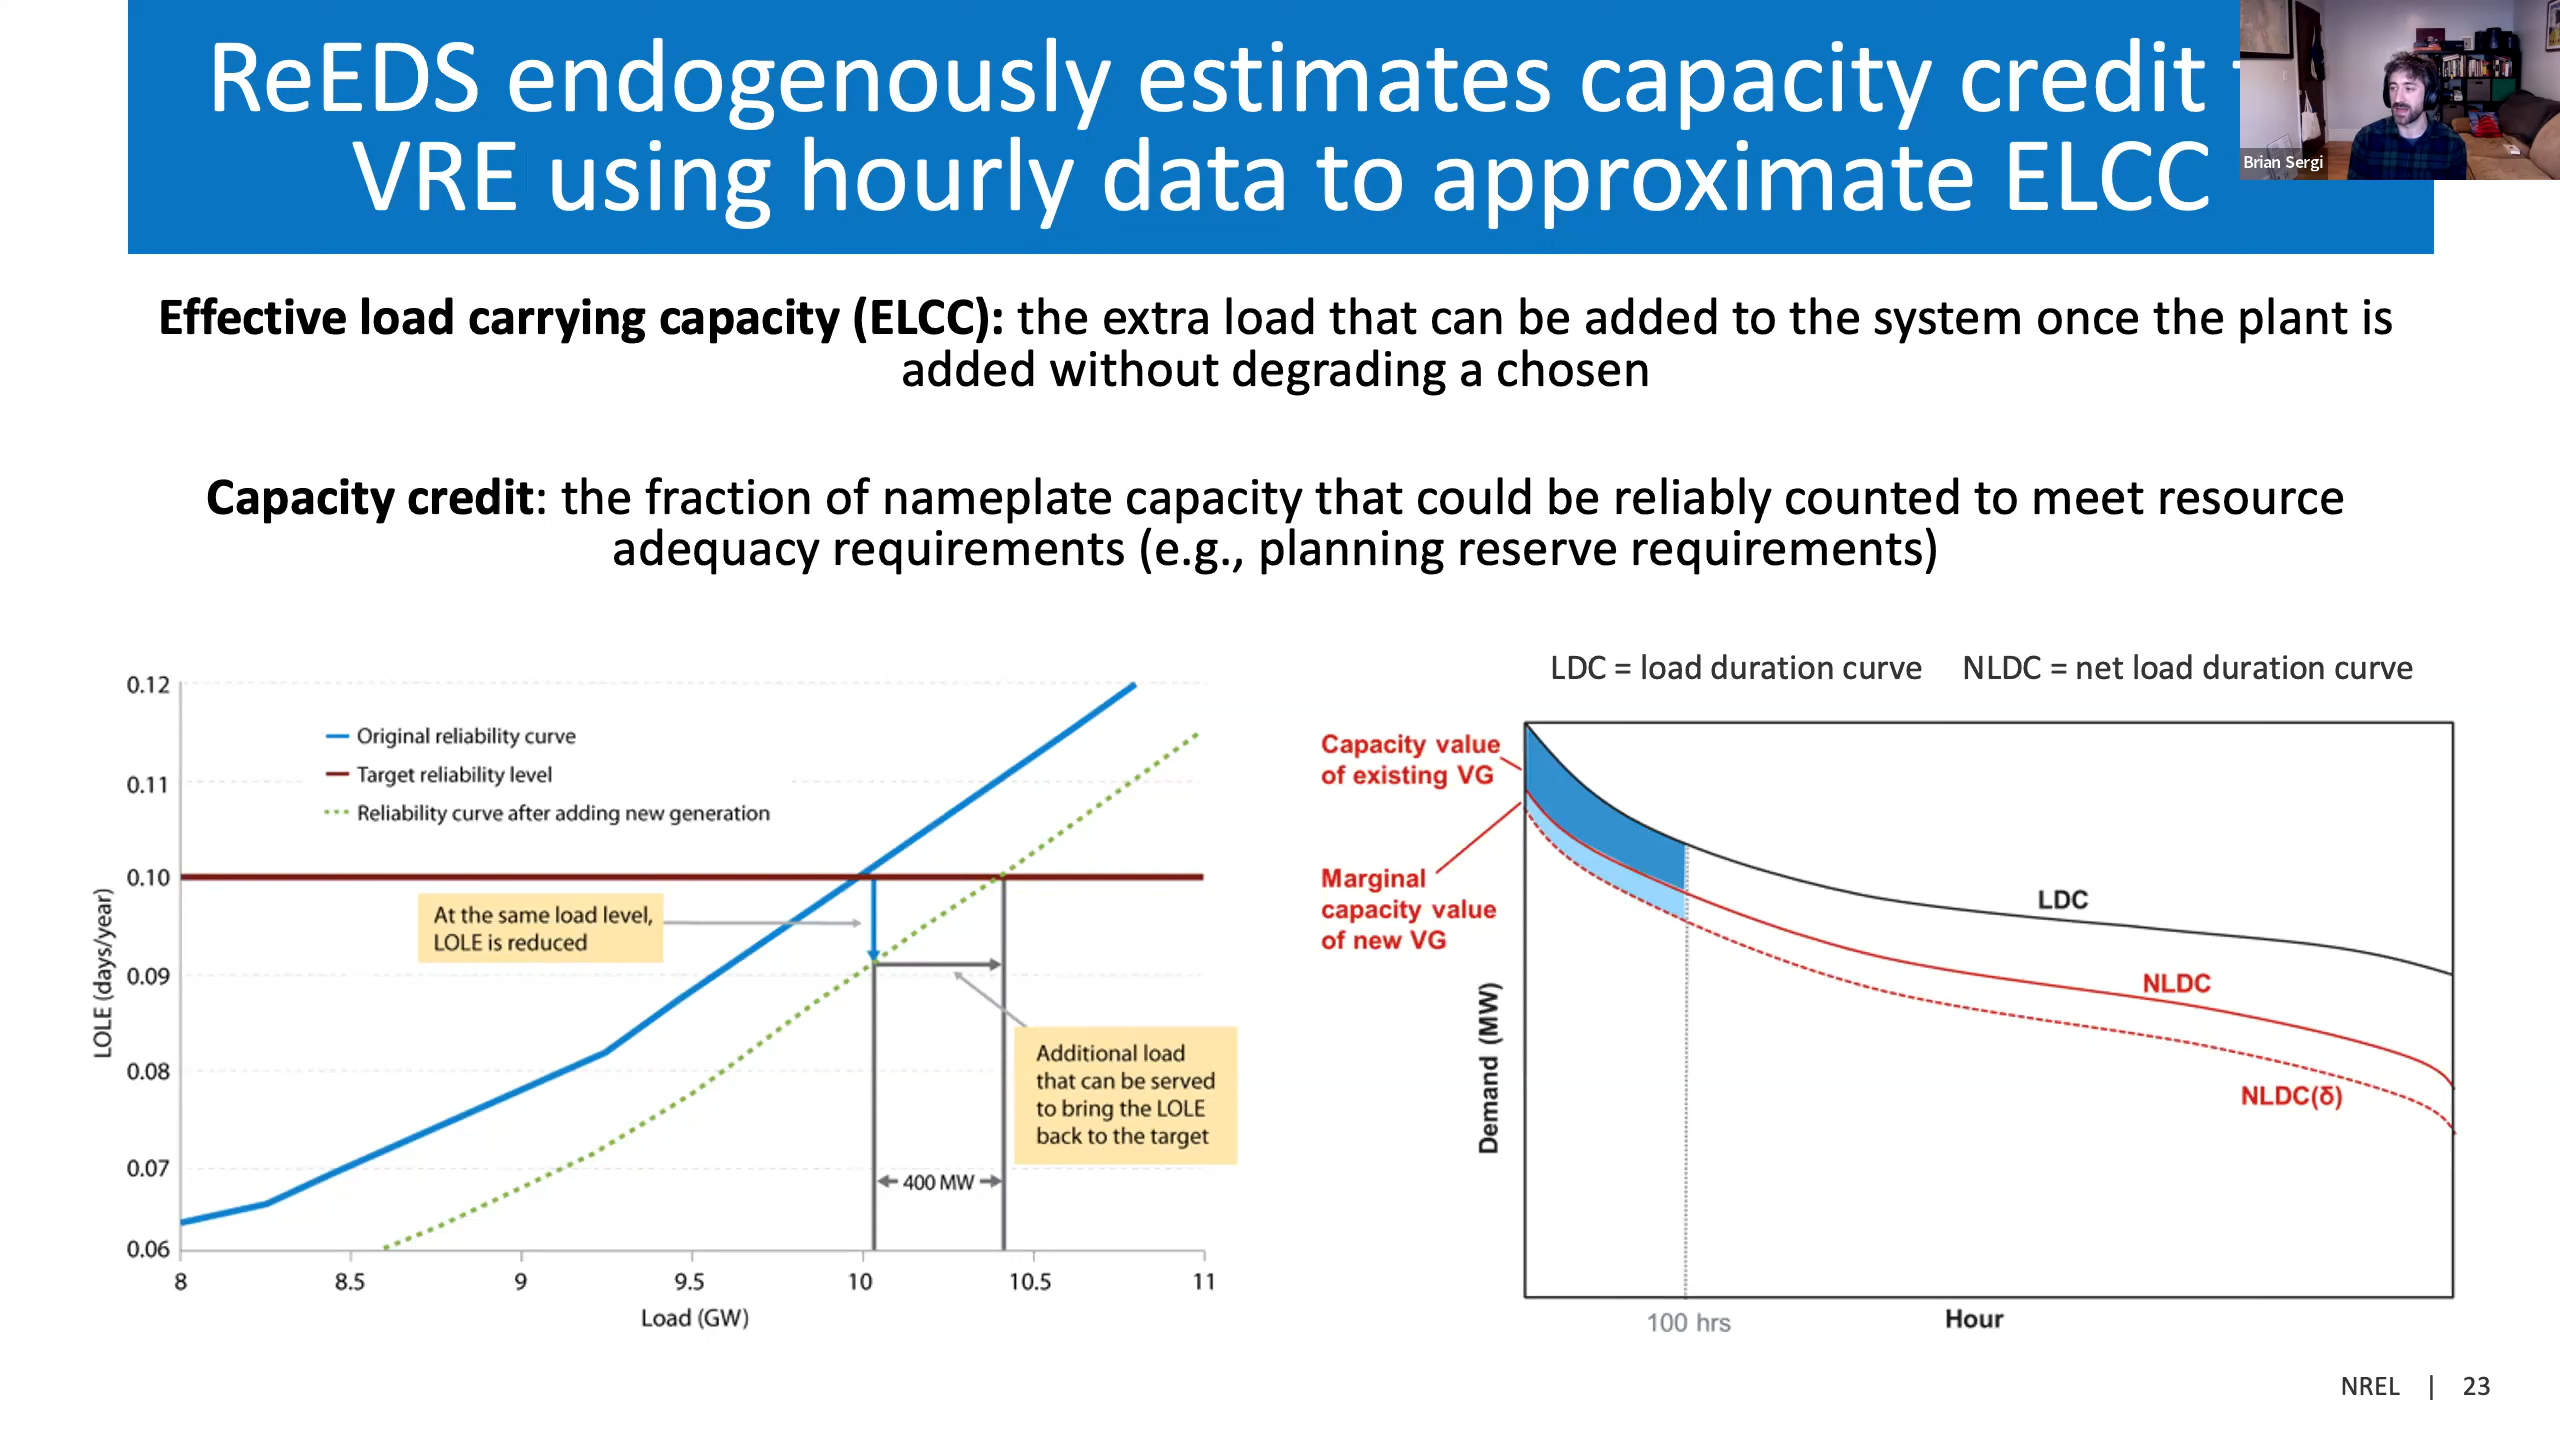 ReEDS endogenously estimates capacity credit
VRE using hourly data to approximate ELCC
Brian Sergi
Effective load carrying capacity (ELCC): the extra load that can be added to the system once the plant is
added without degrading a chosen
Capacity credit: the fraction of nameplate capacity that could be reliably counted to meet resource
adequacy requirements (e.g., planning reserve requirements)
0.12
0.11
0.10
0.09
0.08
0.07
0.06
LOLE (days/year)
Original reliability curve
Target reliability level
Reliability curve after adding new generation
At the same load level,
LOLE is reduced
Additional load
that can be served
to bring the LOLE
back to the target
400 MW
8
8.5
9
9.5
10
10.5
11
Load (GW)
LDC = load duration curve NLDC = net load duration curve
Capacity value
of existing VG
Marginal
capacity value
of new VG
Demand (MW)
LDC
NLDC
NLDC(δ)
100 hrs
Hour
NREL | 23